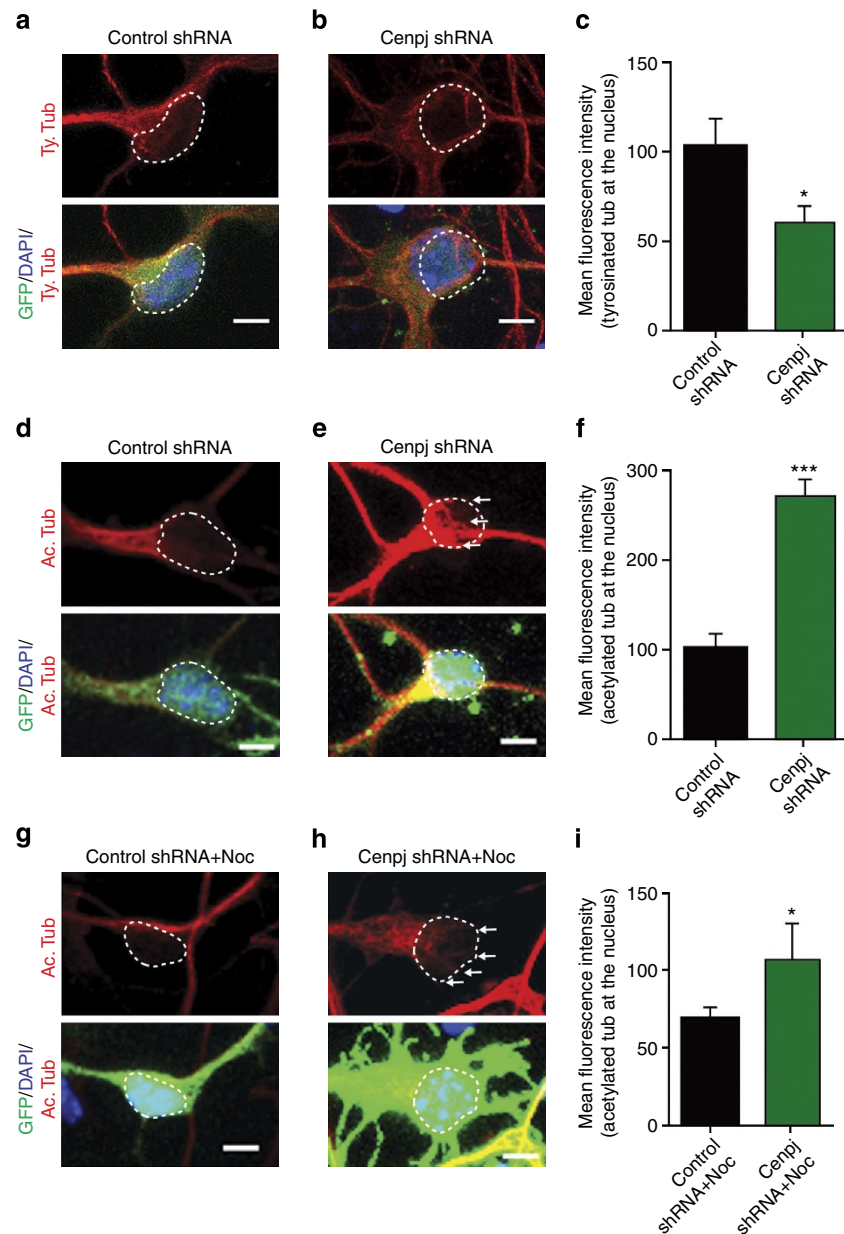 a
Control shRNA
Ty. Tub
GFP/DAPI/
Ty. Tub
b
Cenpj shRNA
c
Mean fluorescence intensity
(tyrosinated tub at the nucleus)
150
100
50
0
*
Control
shRNA
Cenpj
shRNA
d
Control shRNA
Ac. Tub
GFP/DAPI/
Ac. Tub
e
Cenpj shRNA
f
Mean fluorescence intensity
(acetylated tub at the nucleus)
300
200
100
0
***
Control
shRNA
Cenpj
shRNA
g
Control shRNA+Noc
Ac. Tub
GFP/DAPI/
Ac. Tub
h
Cenpj shRNA+Noc
i
Mean fluorescence intensity
(acetylated tub at the nucleus)
150
100
50
0
*
Control
shRNA+Noc
Cenpj
shRNA+Noc